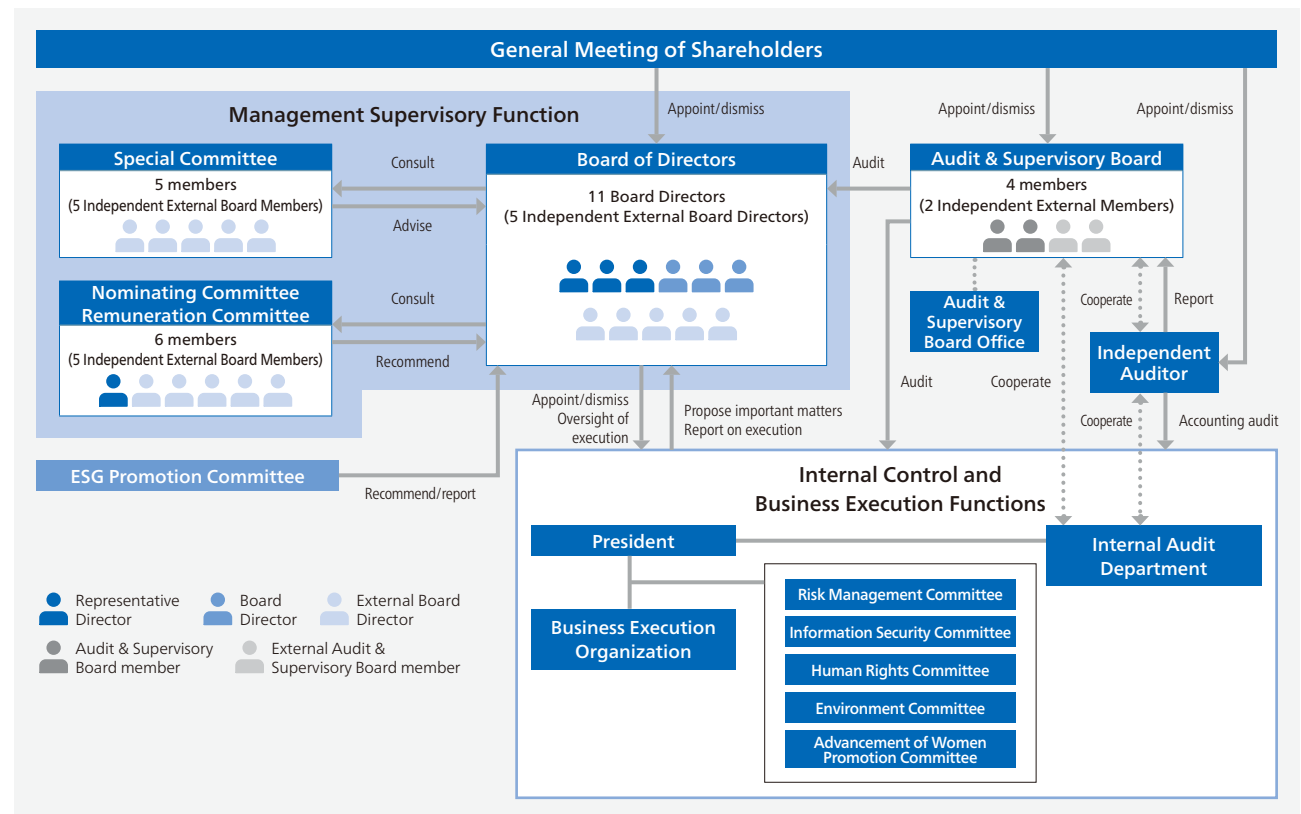 General Meeting of Shareholders
Appoint/dismiss
Appoint/dismiss
Appoint/dismiss
Management Supervisory Function
Special Committee
5 members
(5 Independent External Board Members)
Consult
Advise
Board of Directors
11 Board Directors
(5 Independent External Board Directors)
Audit
Audit & Supervisory Board
4 members
(2 Independent External Members)
Nominating Committee
Remuneration Committee
6 members
(5 Independent External Board Members)
Consult
Recommend
Audit &
Supervisory
Board Office
Cooperate
Report
Independent
Auditor
Audit
Cooperate
Cooperate
Accounting audit
Appoint/dismiss
Oversight of
execution
Propose important matters
Report on execution
ESG Promotion Committee
Recommend/report
Internal Control and
Business Execution Functions
President
Internal Audit
Department
Business Execution
Organization
Risk Management Committee
Information Security Committee
Human Rights Committee
Environment Committee
Advancement of Women
Promotion Committee
Representative
Director
Board
Director
External Board
Director
Audit & Supervisory
Board member
External Audit &
Supervisory Board member